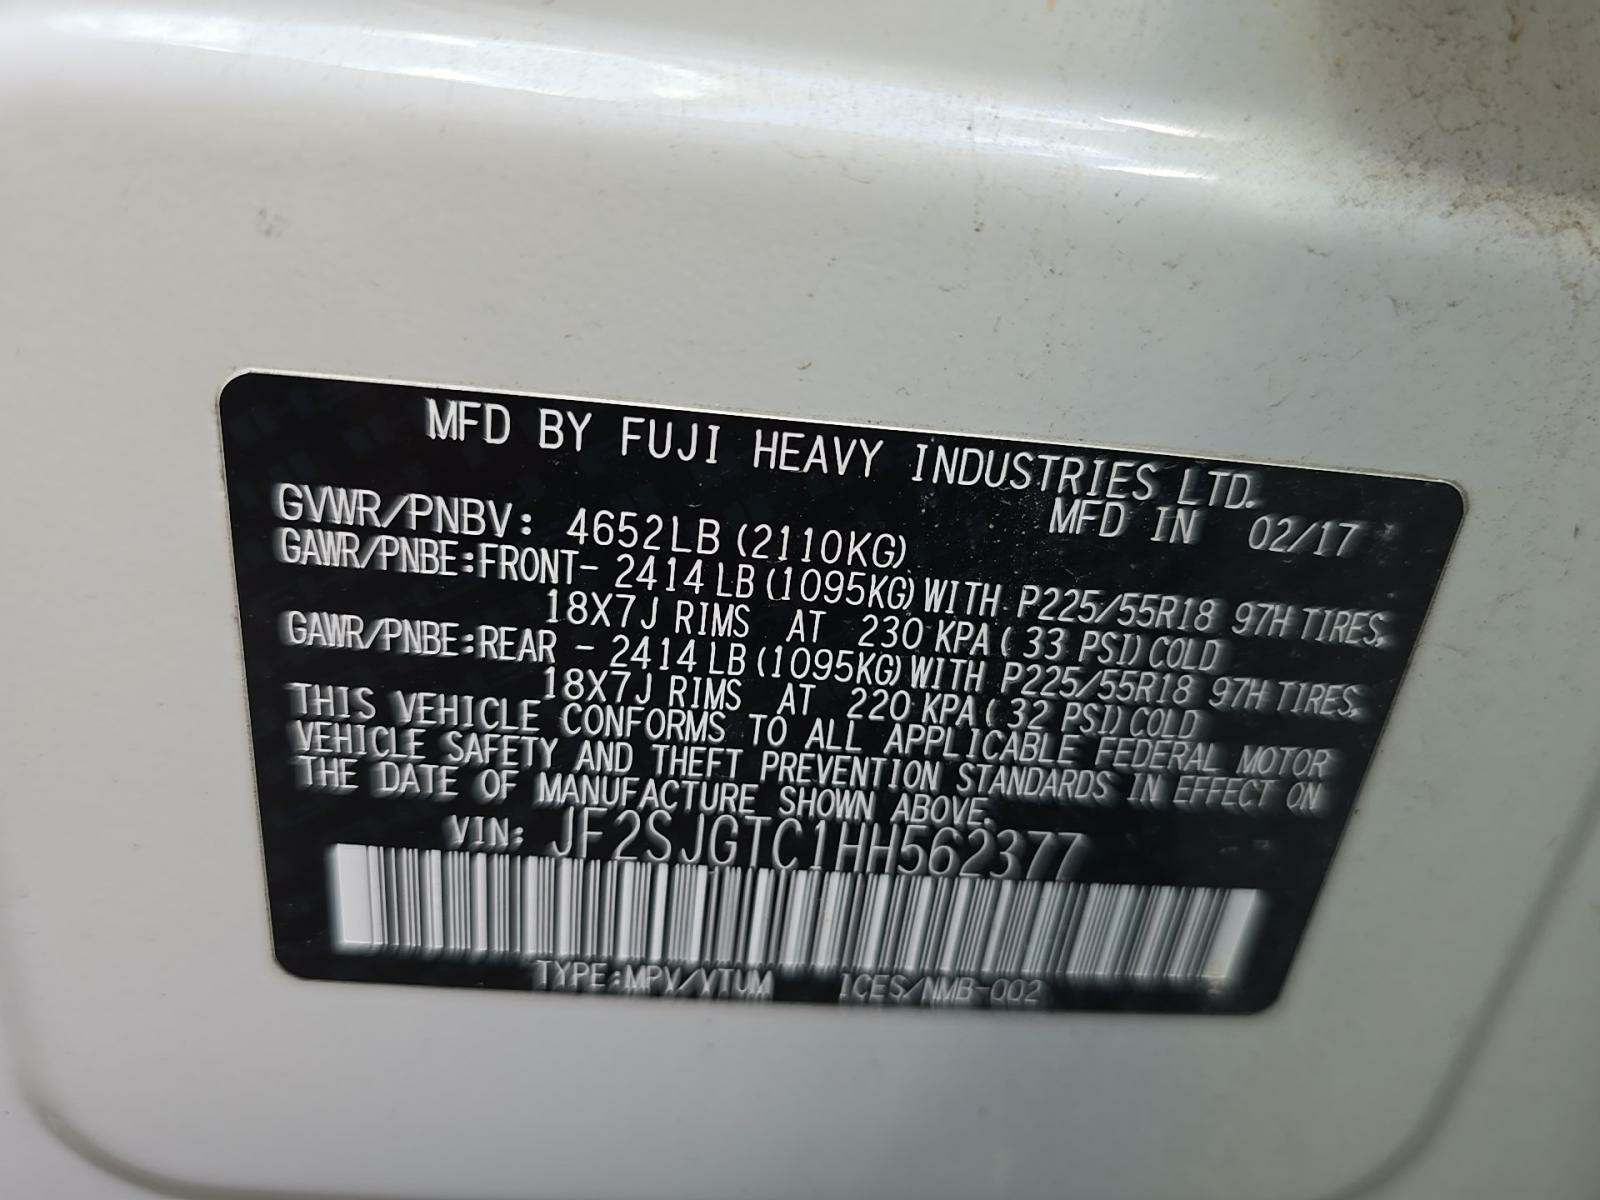 MFD BY FUJI HEAVY INDUSTRIES LTD.
MFD IN 02/17
GVWR/PNBV: 4652LB (2110KG)
GAWR/PNBE:FRONT- 2414 LB (1095KG) WITH P225/55R18 97H TIRES,
18X7J RIMS AT 230 KPA ( 33 PSI) COLD
GAWR/PNBE:REAR - 2414 LB (1095KG) WITH P225/55R18 97H TIRES,
18X7J RIMS AT 220 KPA ( 32 PSI) COLD
THIS VEHICLE CONFORMS TO ALL APPLICABLE FEDERAL MOTOR
VEHICLE SAFETY AND THEFT PREVENTION STANDARDS IN EFFECT ON
THE DATE OF MANUFACTURE SHOWN ABOVE.
VIN: JF2SJGTC1HH562377
TYPE:MPV/VTUM ICES/NMB-002